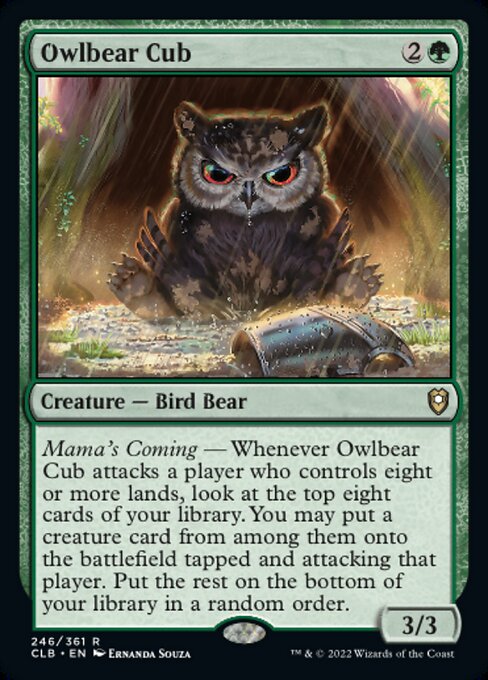 Owlbear Cub 2
Creature — Bird Bear
Mama's Coming — Whenever Owlbear
Cub attacks a player who controls eight
or more lands, look at the top eight
cards of your library. You may put a
creature card from among them onto
the battlefield tapped and attacking that
player. Put the rest on the bottom of
your library in a random order.
3/3
246/361 R
CLB • EN Ernanda Souza
™ & © 2022 Wizards of the Coast